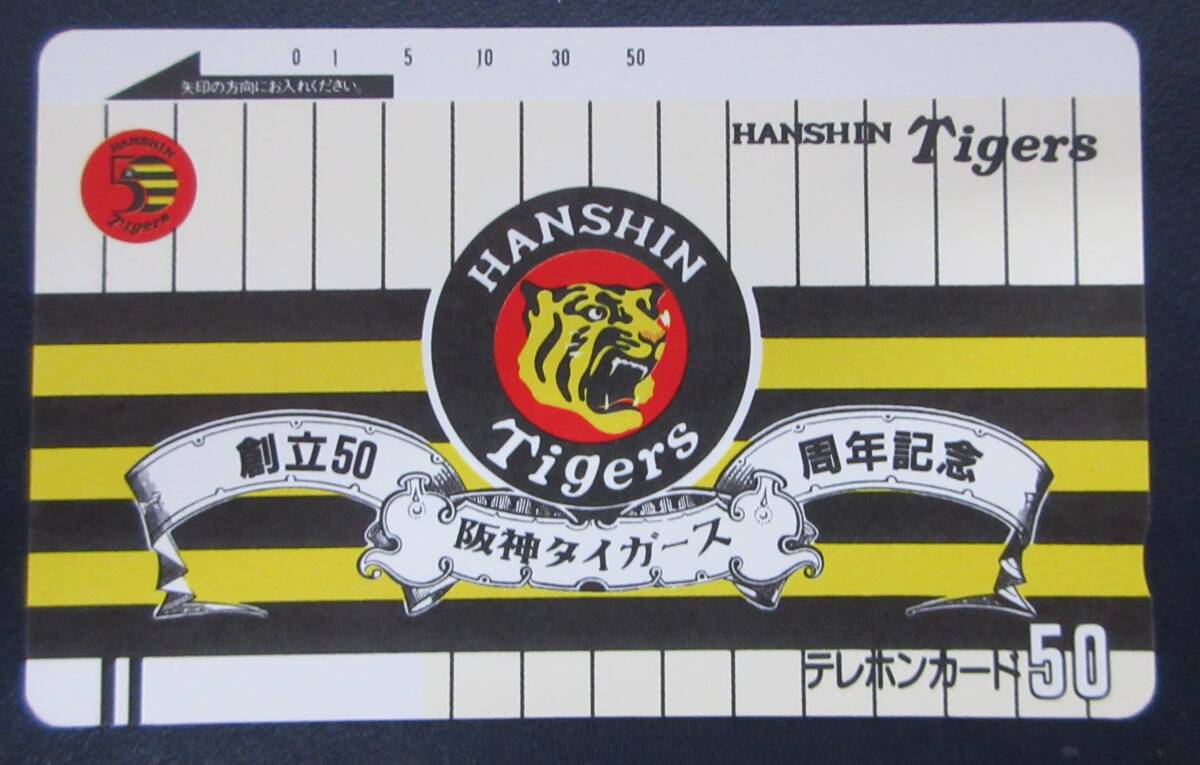 0 1 5 10 30 50
矢印の方向にお入れください。
HANSHIN
50
Tigers
HANSHIN Tigers
HANSHIN
Tigers
創立50
周年記念
阪神タイガース
テレホンカード50